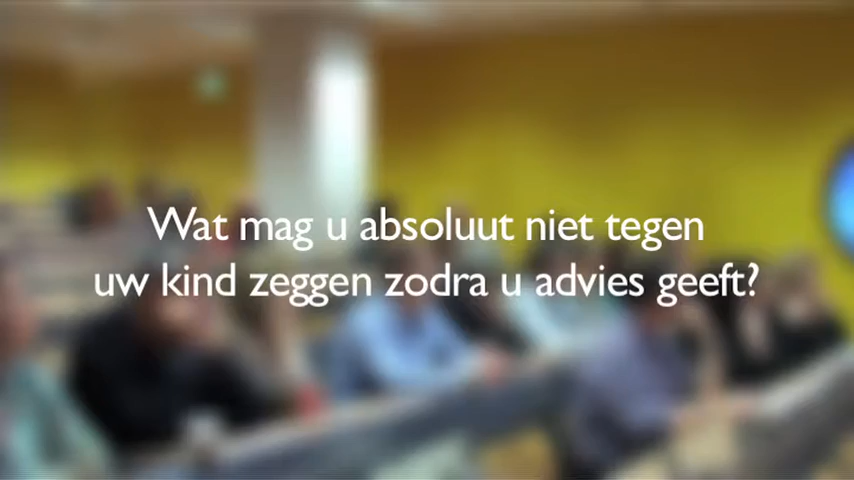 Wat mag u absoluut niet tegen
uw kind zeggen zodra u advies geeft?